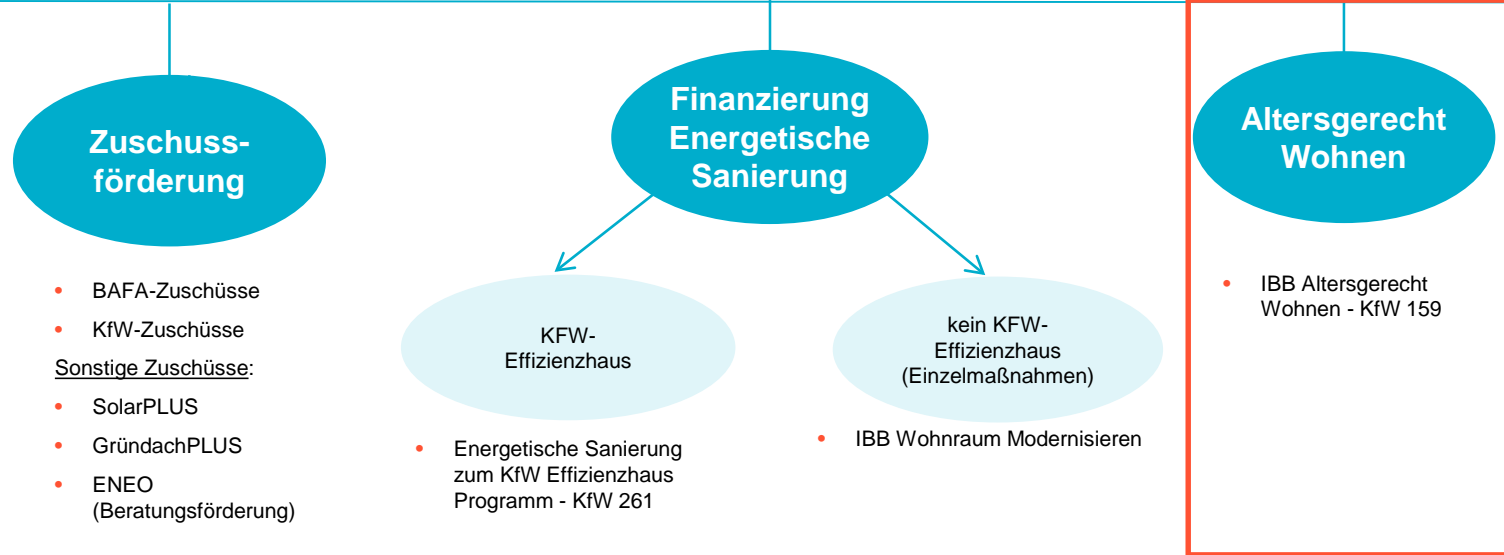 Zuschuss-
förderung
• BAFA-Zuschüsse
• KfW-Zuschüsse
Sonstige Zuschüsse:
• SolarPLUS
• GründachPLUS
• ENEO
(Beratungsförderung)
Finanzierung
Energetische
Sanierung
KFW-
Effizienzhaus
• Energetische Sanierung
zum KfW Effizienzhaus
Programm - KfW 261
kein KFW-
Effizienzhaus
(Einzelmaßnahmen)
• IBB Wohnraum Modernisieren
Altersgerecht
Wohnen
• IBB Altersgerecht
Wohnen - KfW 159